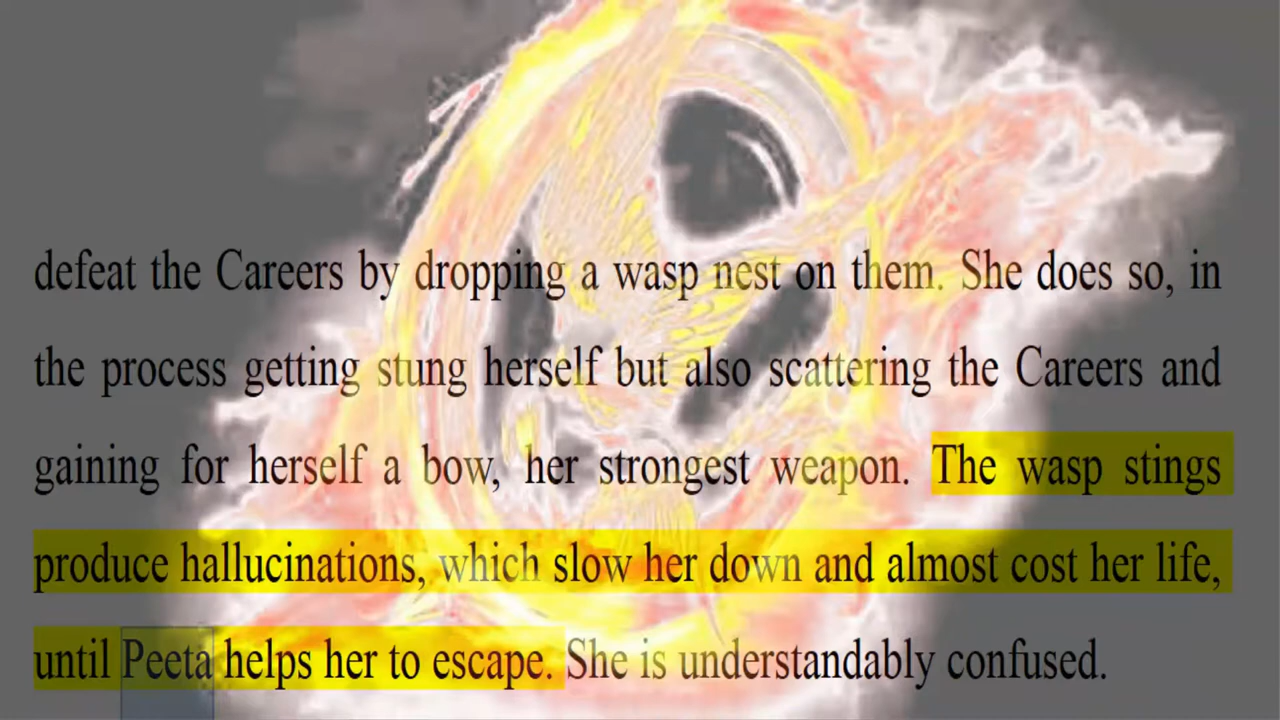 defeat the Careers by dropping a wasp nest on them. She does so, in
the process getting stung herself but also scattering the Careers and
gaining for herself a bow, her strongest weapon. The wasp stings
produce hallucinations, which slow her down and almost cost her life,
until Peeta helps her to escape. She is understandably confused.